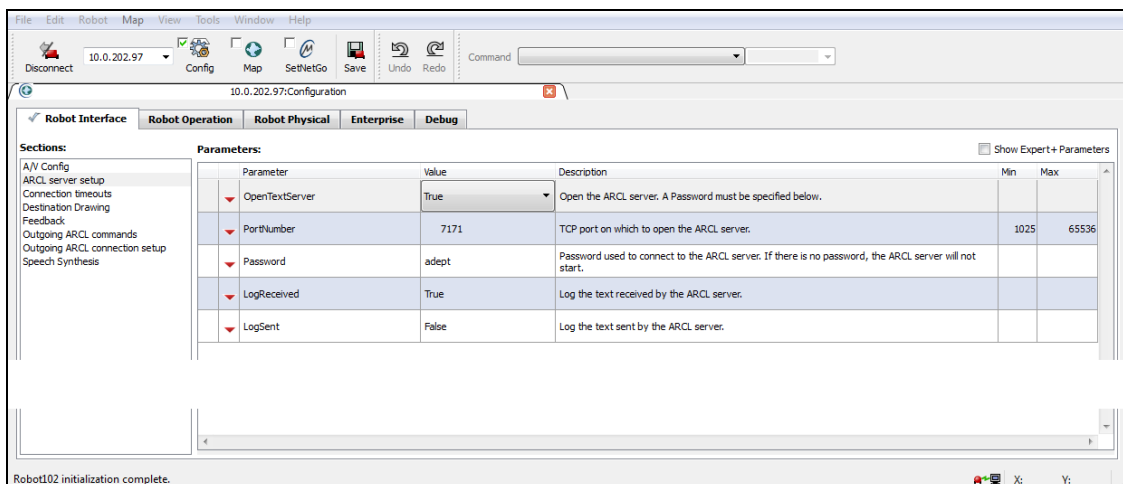 File Edit Robot Map View Tools Window Help
10.0.202.97
Command
Disconnect Config Map SetNetGo Save Undo Redo
10.0.202.97:Configuration
Robot Interface Robot Operation Robot Physical Enterprise Debug
Sections:
A/V Config
ARCL server setup
Connection timeouts
Destination Drawing
Feedback
Outgoing ARCL commands
Outgoing ARCL connection setup
Speech Synthesis
Parameters: Show Expert+ Parameters
Parameter Value Description Min Max
OpenTextServer True Open the ARCL server. A Password must be specified below.
PortNumber 7171 TCP port on which to open the ARCL server. 1025 65536
Password adept Password used to connect to the ARCL server. If there is no password, the ARCL server will not
start.
LogReceived True Log the text received by the ARCL server.
LogSent False Log the text sent by the ARCL server.
Robot102 initialization complete. X: Y: